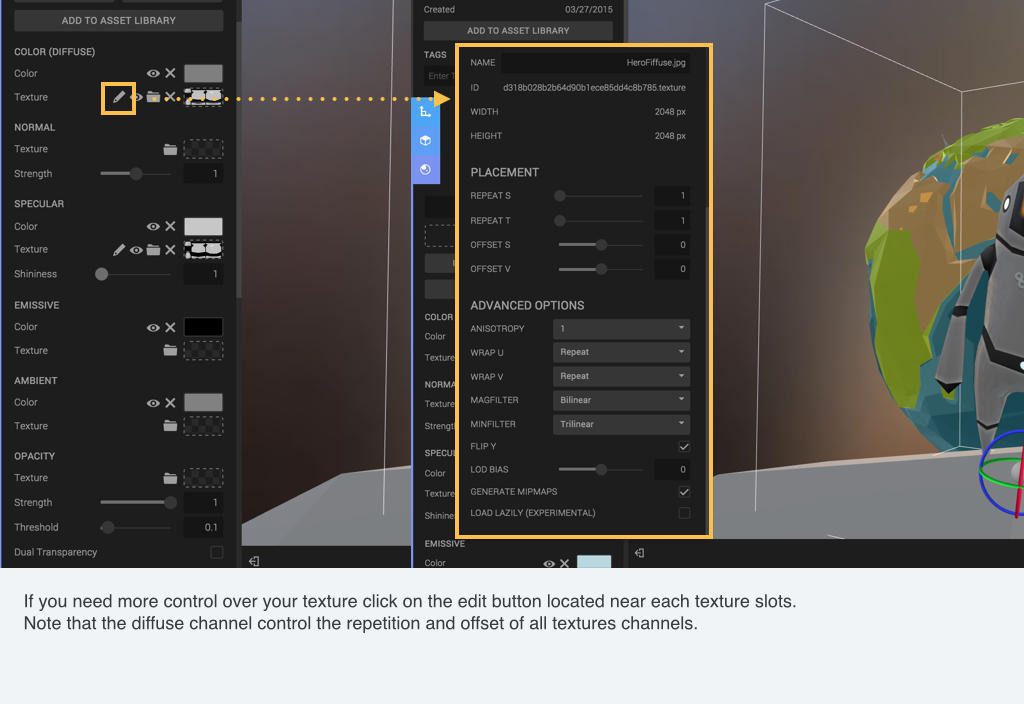 ADD TO ASSET LIBRARY
COLOR (DIFFUSE)
Color
Texture
NORMAL
Texture
Strength 1
SPECULAR
Color
Texture
Shininess 1
EMISSIVE
Color
Texture
AMBIENT
Color
Texture
OPACITY
Texture
Strength 1
Threshold 0.1
Dual Transparency
Created 03/27/2015
ADD TO ASSET LIBRARY
TAGS
Enter
NAME HeroFiffuse.jpg
ID d318b028b2b64d90b1ece85dd4c8b785.texture
WIDTH 2048 px
HEIGHT 2048 px
PLACEMENT
REPEAT S 1
REPEAT T 1
OFFSET S 0
OFFSET V 0
ADVANCED OPTIONS
ANISOTROPY 1
WRAP U Repeat
WRAP V Repeat
MAGFILTER Bilinear
MINFILTER Trilinear
FLIP Y
LOD BIAS 0
GENERATE MIPMAPS
LOAD LAZILY (EXPERIMENTAL)
COLOR
Color
Texture
NORMA
Texture
Strengt
SPECUL
Color
Texture
Shinine
EMISSIVE
Color
If you need more control over your texture click on the edit button located near each texture slots.
Note that the diffuse channel control the repetition and offset of all textures channels.